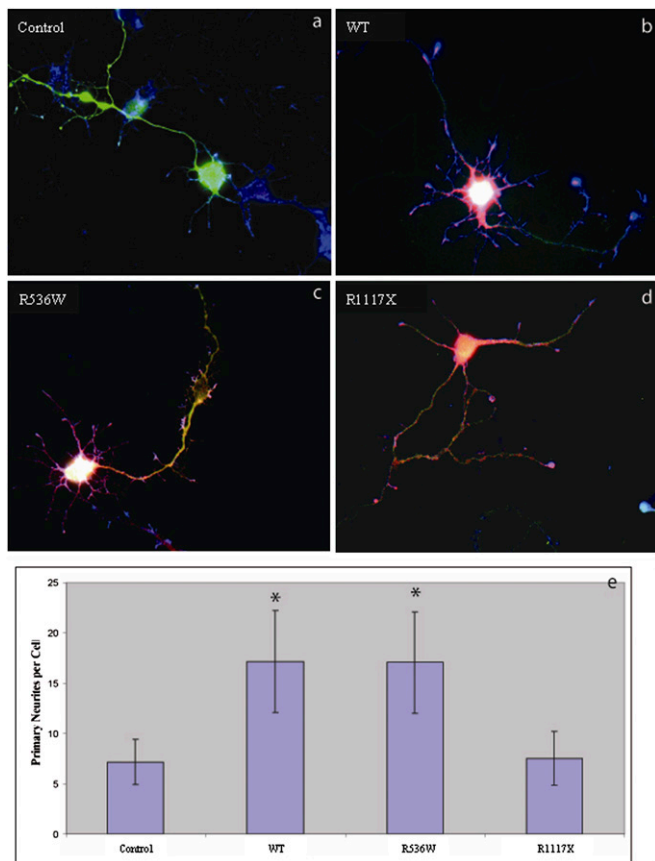 Control a
WT b
R536W c
R1117X d
e
25
20
15
10
5
0
Primary Neurites per Cell
* *
Control WT R536W R1117X